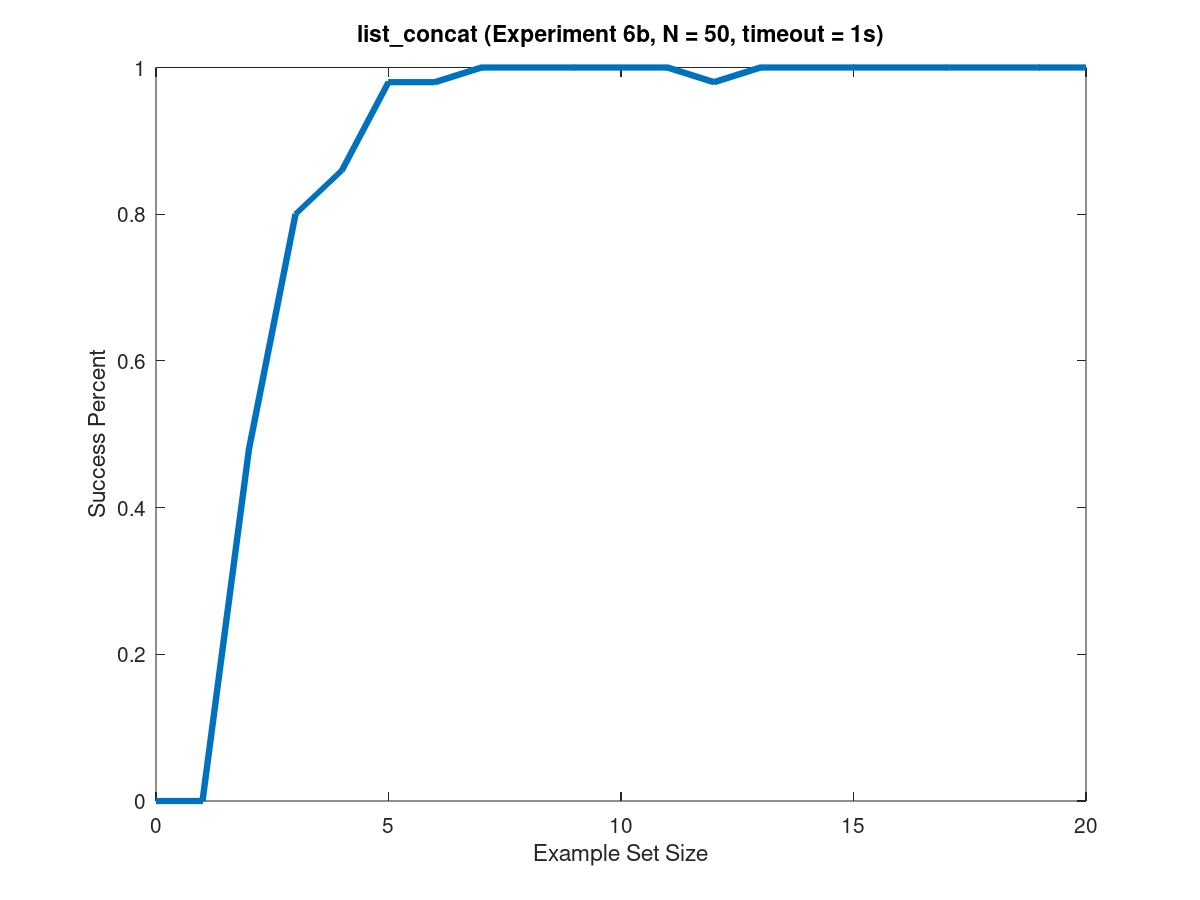 list_concat (Experiment 6b, N = 50, timeout = 1s)
1
0.8
0.6
0.4
0.2
0
Success Percent
0 5 10 15 20
Example Set Size